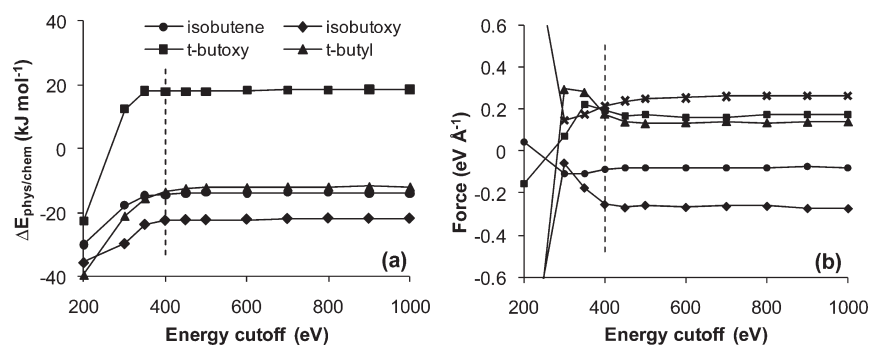 isobutene isobutoxy
t-butoxy t-butyl
40
20
0
-20
-40
ΔEphys/chem (kJ mol-1)
200 400 600 800 1000
Energy cutoff (eV)
(a)
0.6
0.4
0.2
0.0
-0.2
-0.4
-0.6
Force (eV Å-1)
200 400 600 800 1000
Energy cutoff (eV)
(b)